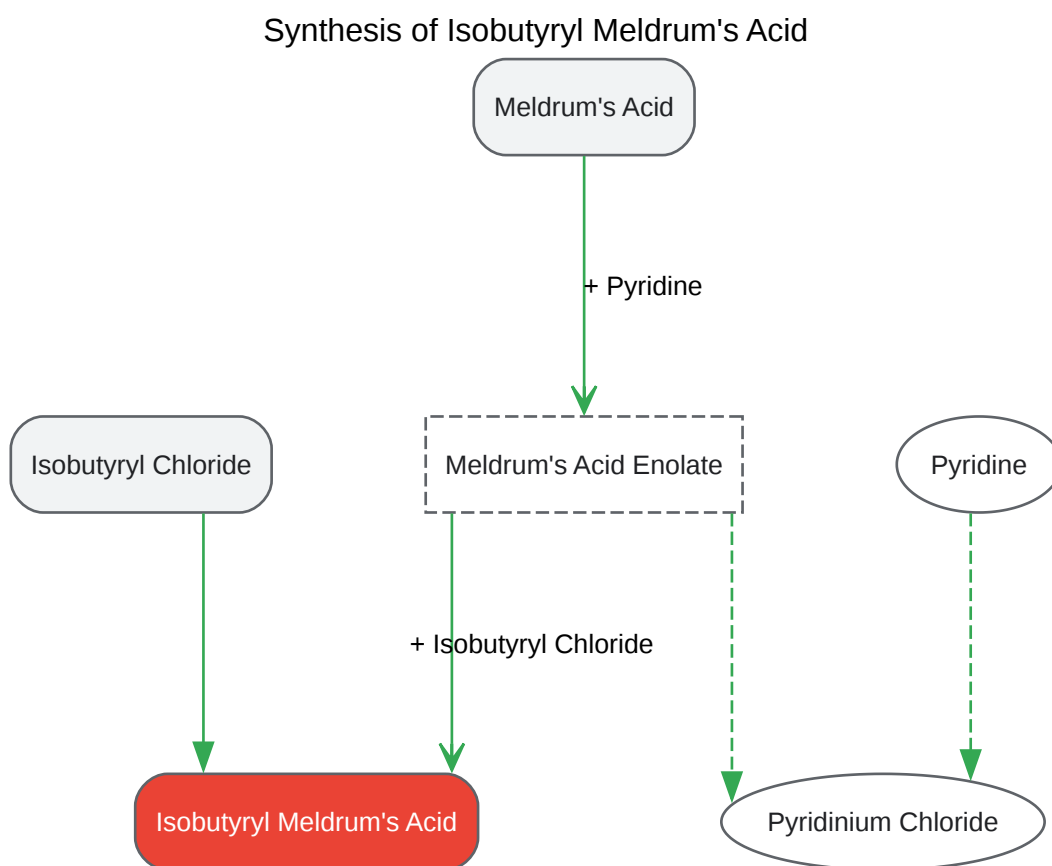 Synthesis of Isobutyryl Meldrum's Acid
Meldrum's Acid
+ Pyridine
Isobutyryl Chloride
Meldrum's Acid Enolate
Pyridine
+ Isobutyryl Chloride
Isobutyryl Meldrum's Acid
Pyridinium Chloride